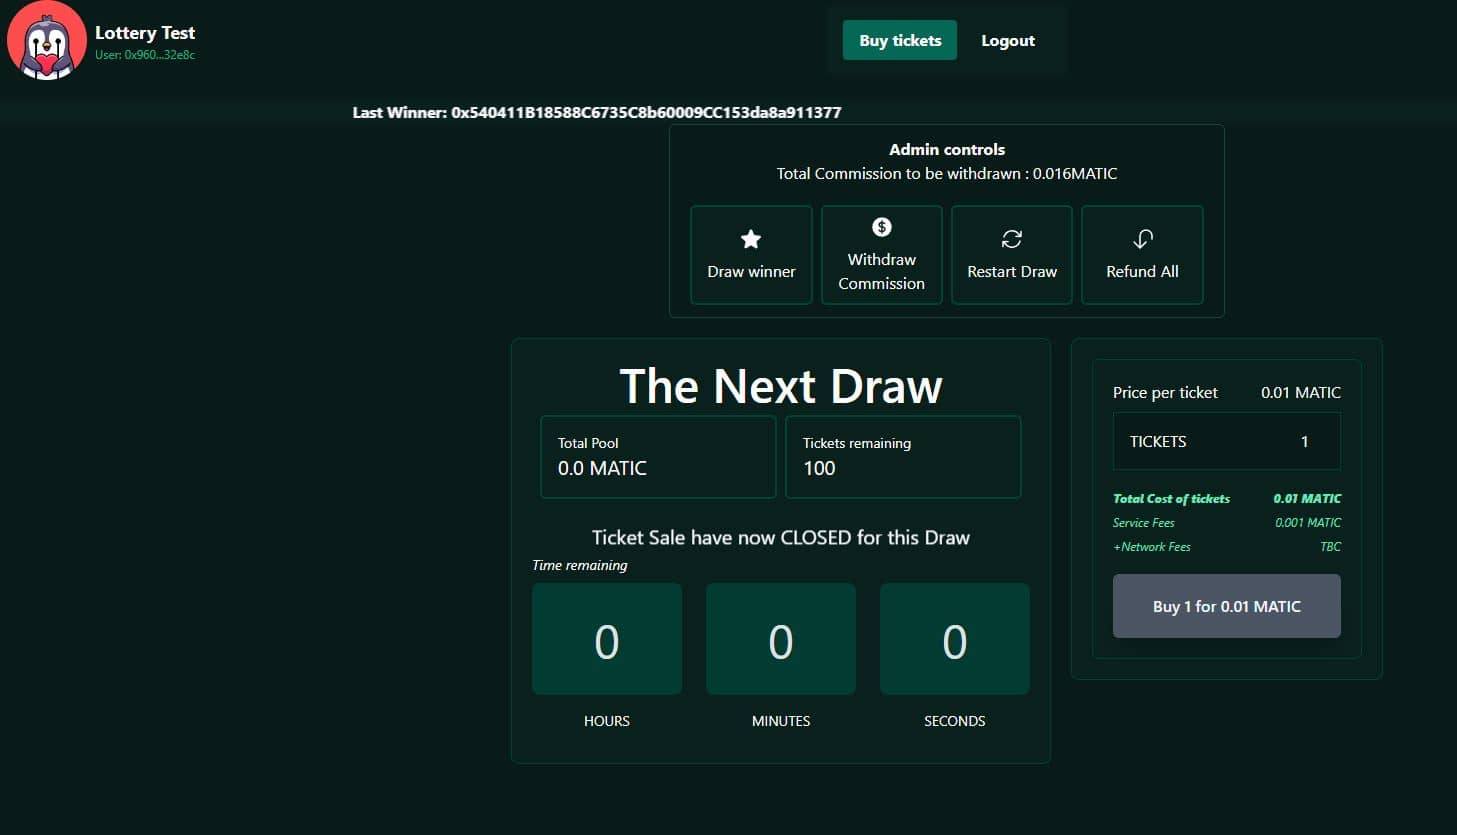 Lottery Test
User: 0x960...32e8c
Buy tickets
Logout
Last Winner: 0x540411B18588C6735C8b60009CC153da8a911377
Admin controls
Total Commission to be withdrawn : 0.016MATIC
Draw winner
Withdraw
Commission
Restart Draw
Refund All
The Next Draw
Total Pool
0.0 MATIC
Tickets remaining
100
Ticket Sale have now CLOSED for this Draw
Time remaining
0
0
0
HOURS
MINUTES
SECONDS
Price per ticket
0.01 MATIC
TICKETS
1
Total Cost of tickets
0.01 MATIC
Service Fees
0.001 MATIC
+Network Fees
TBC
Buy 1 for 0.01 MATIC